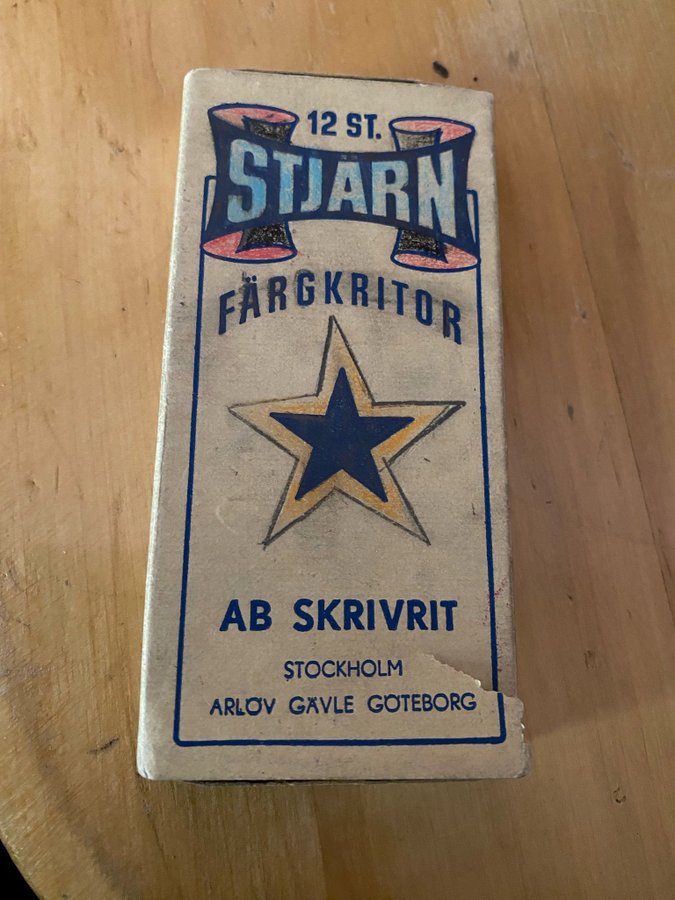 12 ST.
STJÄRN
FÄRGKRITOR
AB SKRIVRIT
STOCKHOLM
ARLÖV GÄVLE GÖTEBORG